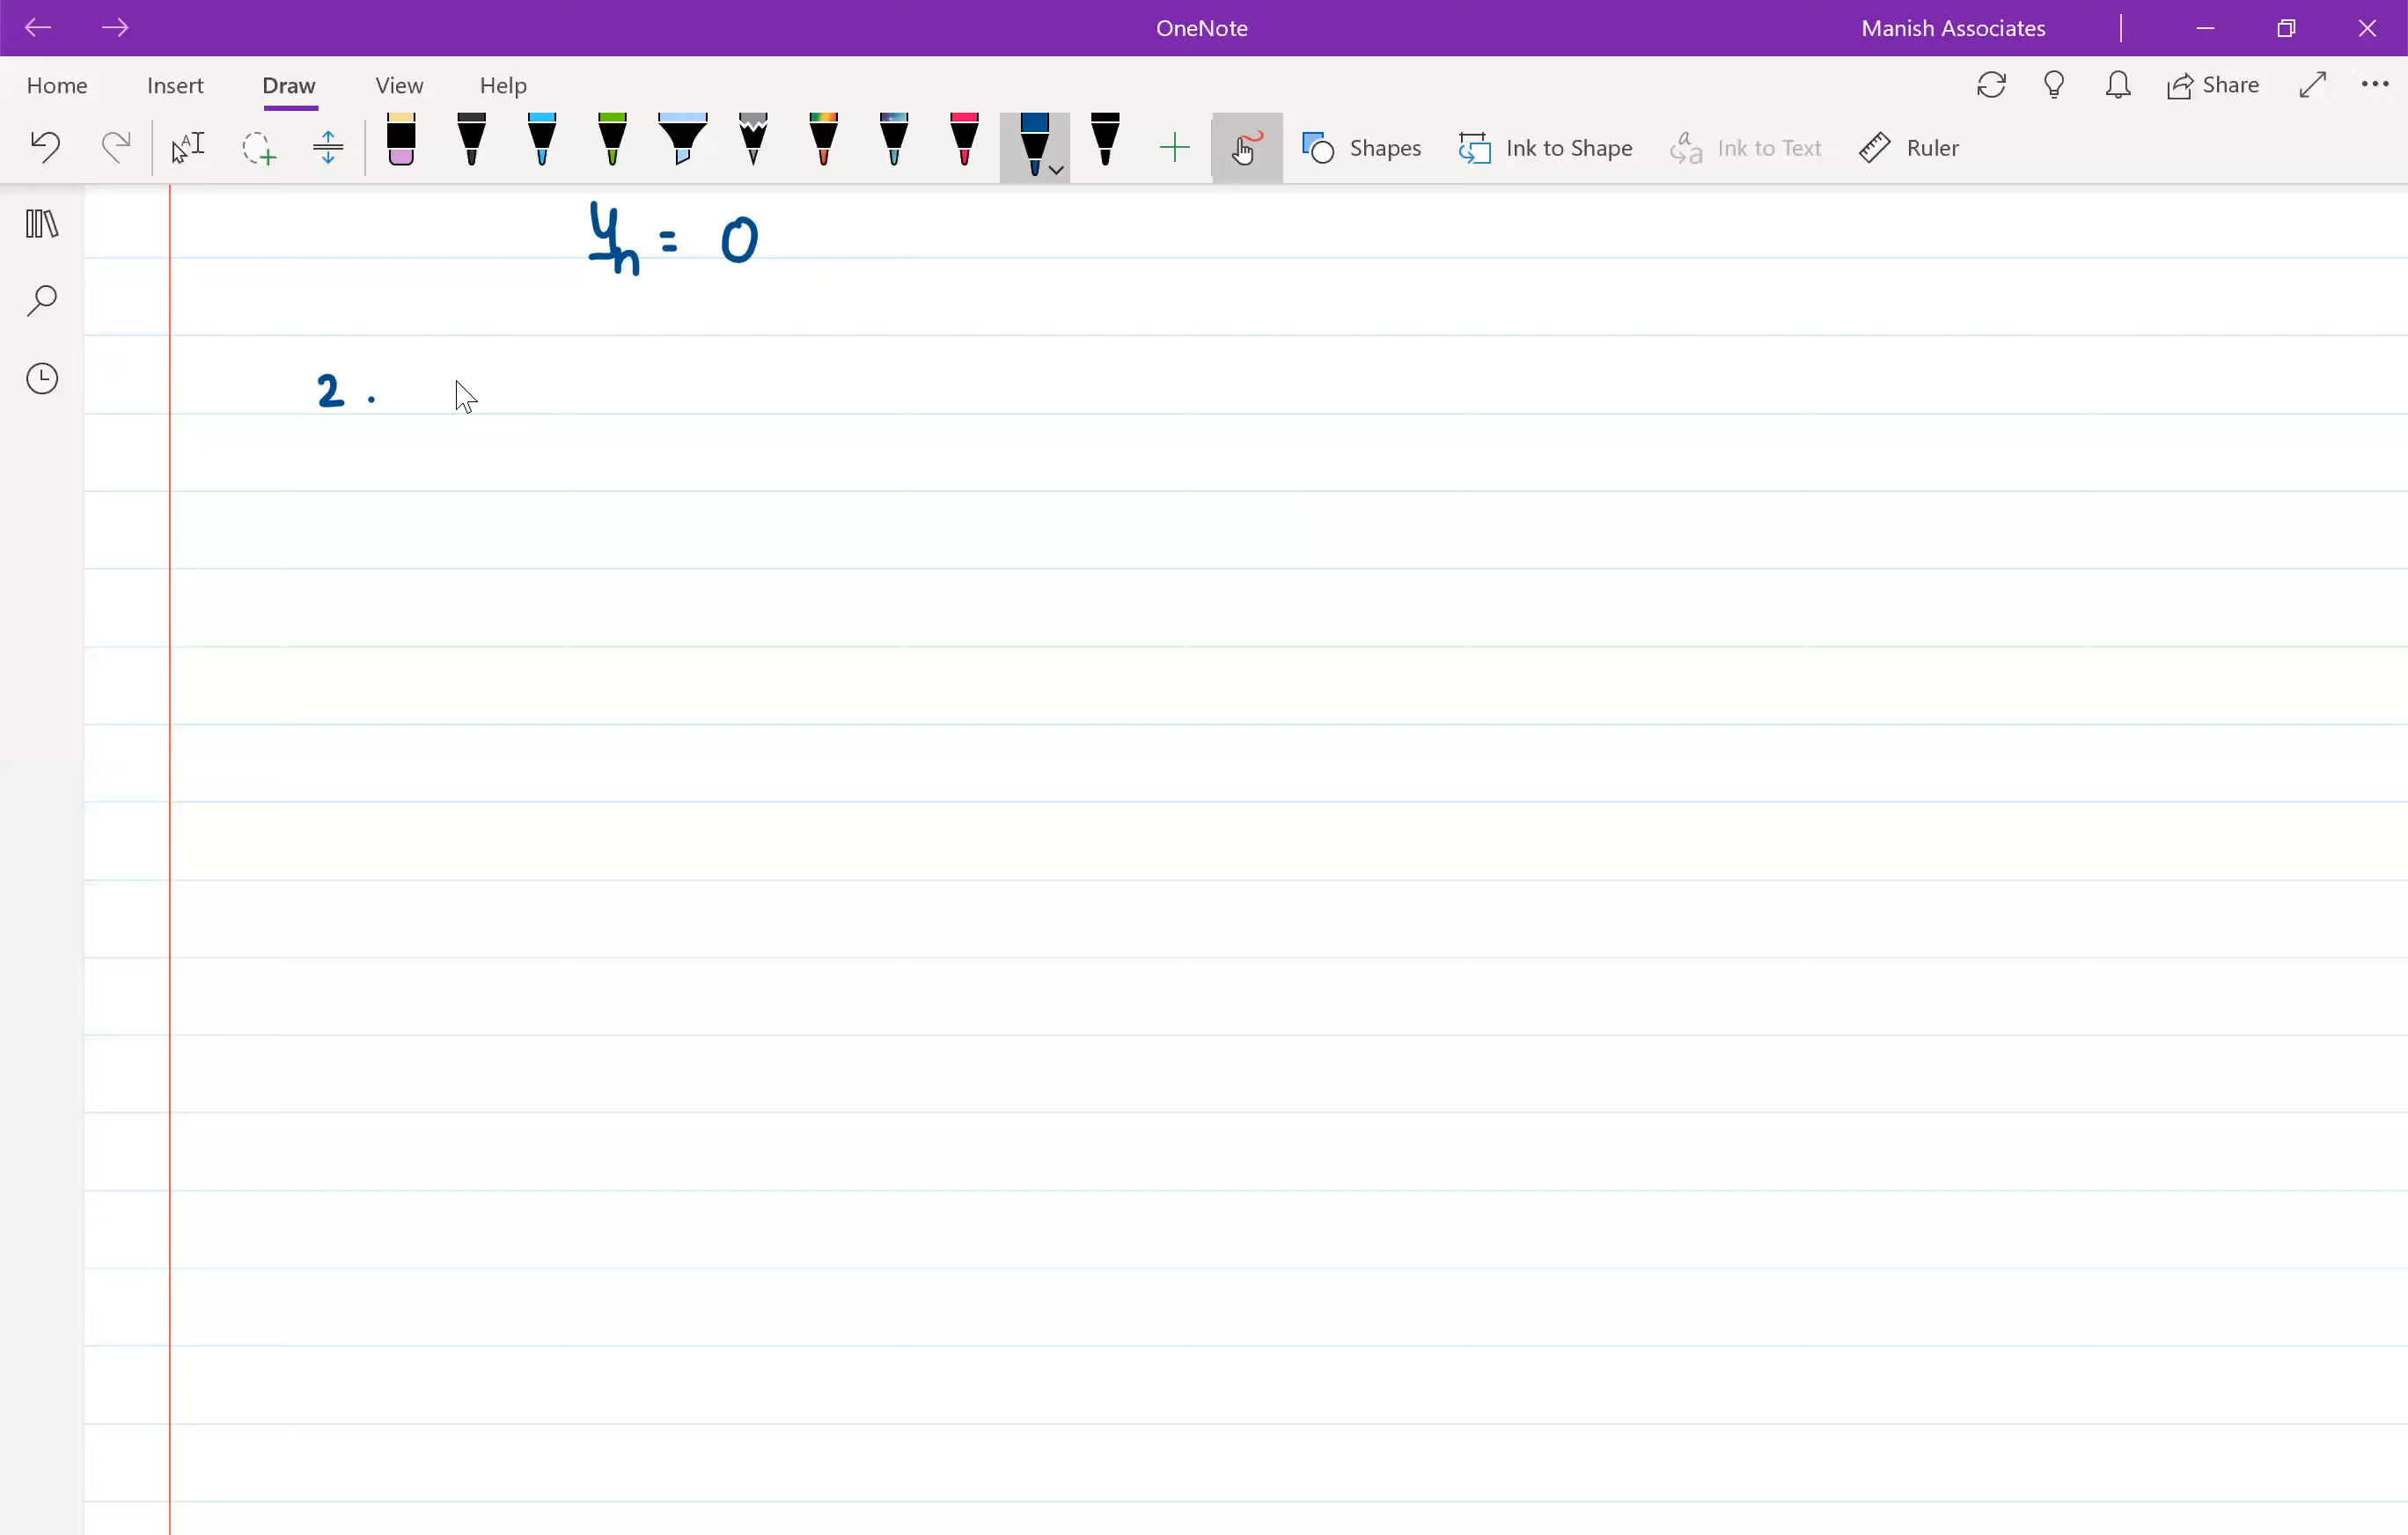 OneNote Manish Associates
Home Insert Draw View Help Share
Shapes Ink to Shape Ink to Text Ruler
y_n = 0
2 .